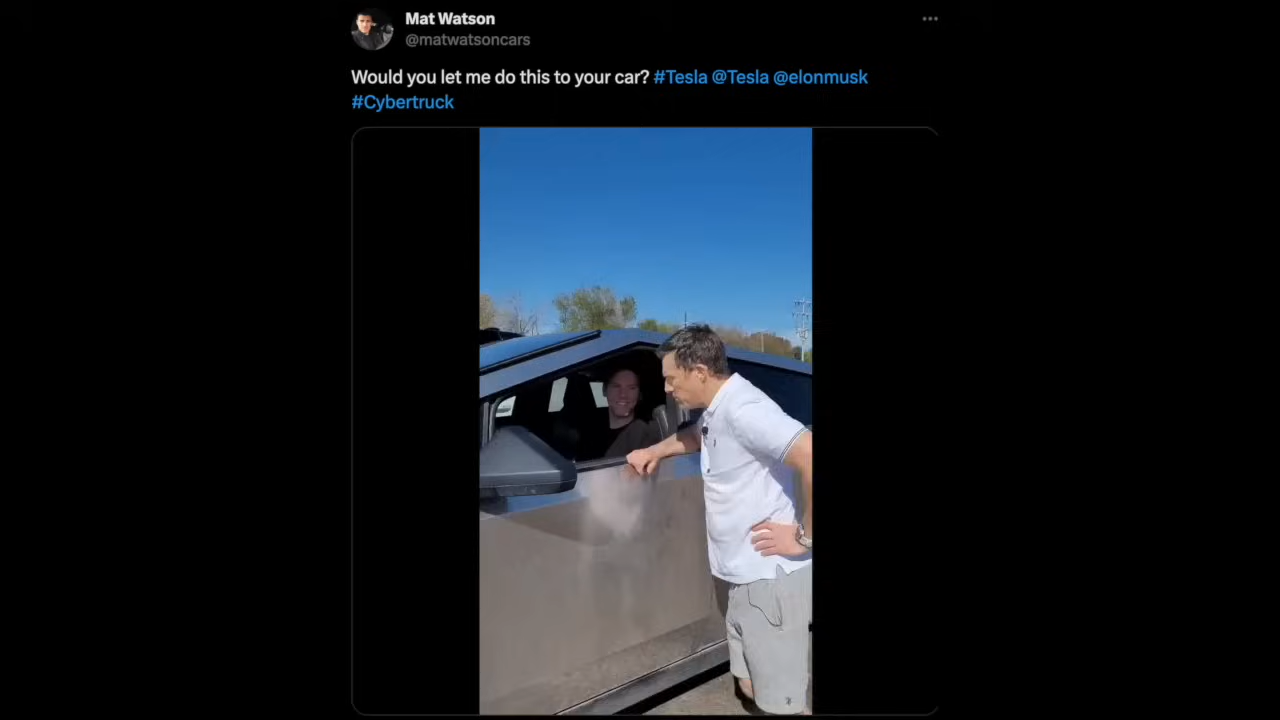 Mat Watson
@matwatsoncars
Would you let me do this to your car? #Tesla @Tesla @elonmusk
#Cybertruck